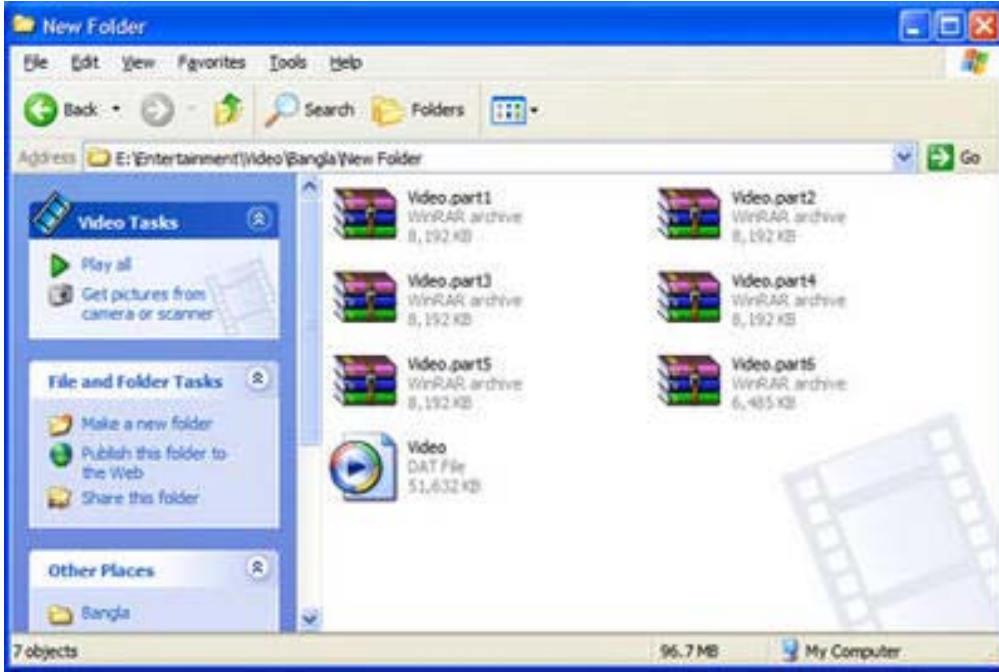 New Folder
File Edit View Favorites Tools Help
Back Search Folders
Address E:\Entertainment\Video\Bangla\New Folder Go
Video Tasks
Play all
Get pictures from
camera or scanner
File and Folder Tasks
Make a new folder
Publish this folder to
the Web
Share this folder
Other Places
Bangla
Video.part1
WinRAR archive
8,192 KB
Video.part2
WinRAR archive
8,192 KB
Video.part3
WinRAR archive
8,192 KB
Video.part4
WinRAR archive
8,192 KB
Video.part5
WinRAR archive
8,192 KB
Video.part6
WinRAR archive
6,485 KB
Video
DAT File
51,632 KB
7 objects 96.7 MB My Computer